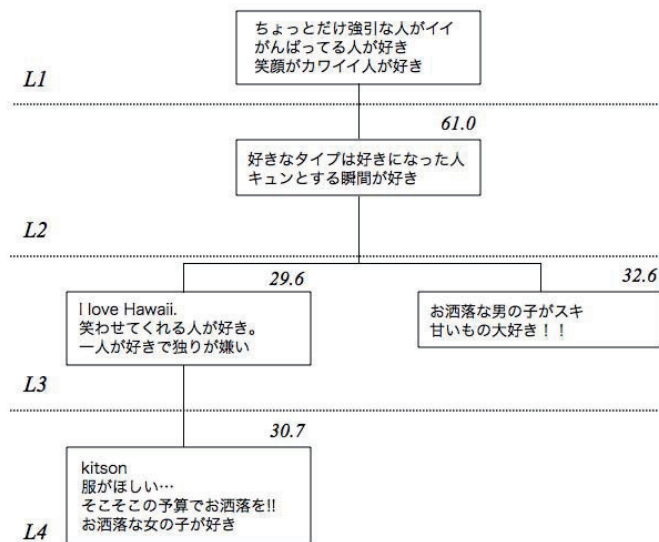 ちょっとだけ強引な人がイイ
がんばってる人が好き
笑顔がカワイイ人が好き
L1
61.0
好きなタイプは好きになった人
キュンとする瞬間が好き
L2
29.6
32.6
I love Hawaii.
笑わせてくれる人が好き。
一人が好きで独りが嫌い
お洒落な男の子がスキ
甘いもの大好き！！
L3
30.7
kitson
服がほしい…
そこそこの予算でお洒落を!!
お洒落な女の子が好き
L4